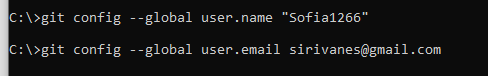 C:\>git config --global user.name "Sofia1266"
C:\>git config --global user.email sirivanes@gmail.com